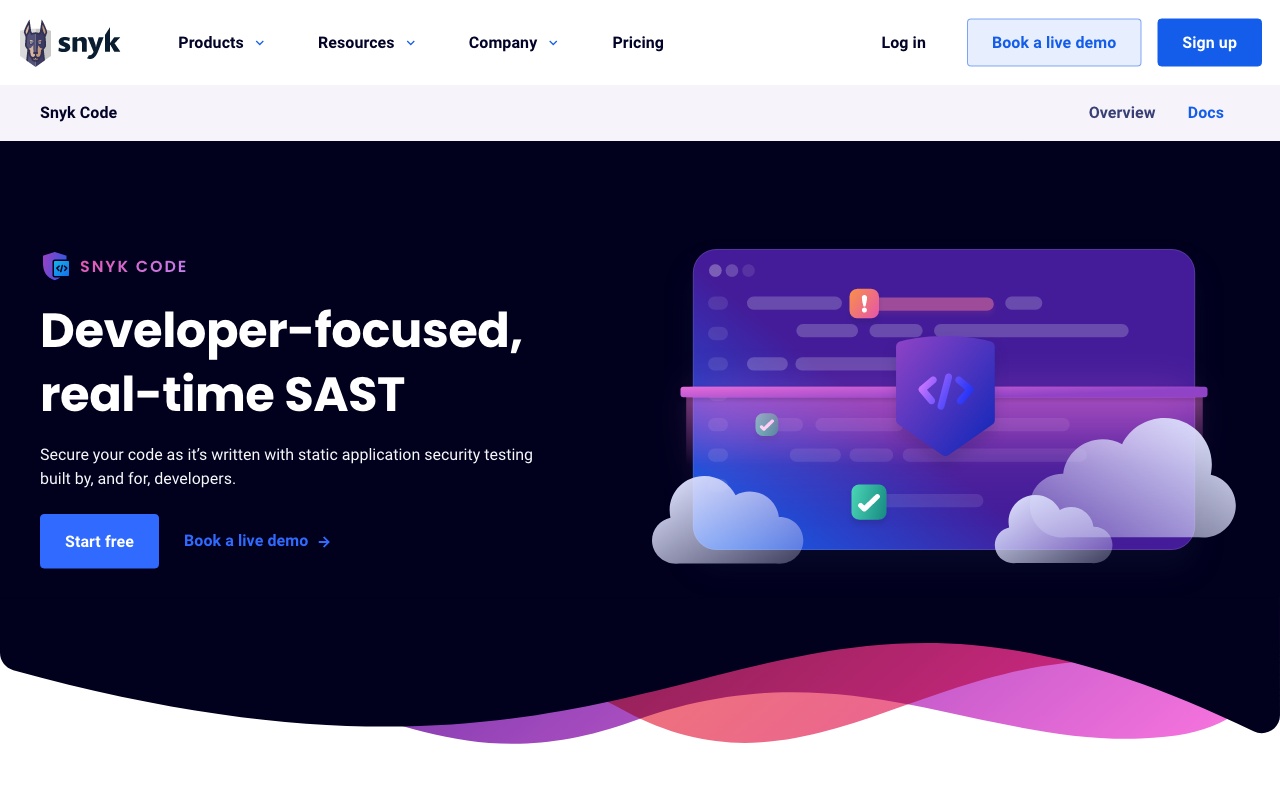 snyk
Products
Resources
Company
Pricing
Log in
Book a live demo
Sign up
Snyk Code
Overview
Docs
SNYK CODE
Developer-focused,
real-time SAST
Secure your code as it’s written with static application security testing
built by, and for, developers.
Start free
Book a live demo